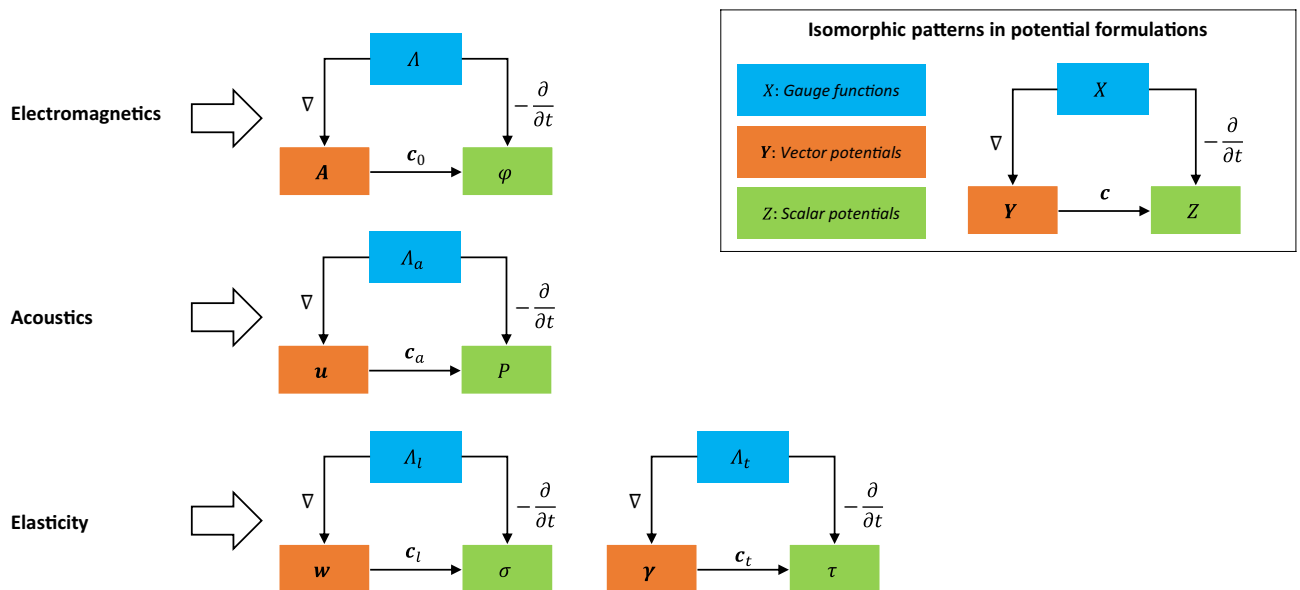 Isomorphic patterns in potential formulations
X: Gauge functions
Y: Vector potentials
Z: Scalar potentials
X
∇
−∂/∂t
Y
c
Z
Electromagnetics
Λ
∇
−∂/∂t
A
c₀
φ
Acoustics
Λₐ
∇
−∂/∂t
u
cₐ
P
Elasticity
Λₗ
∇
−∂/∂t
w
cₗ
σ
Λₜ
∇
−∂/∂t
γ
cₜ
τ